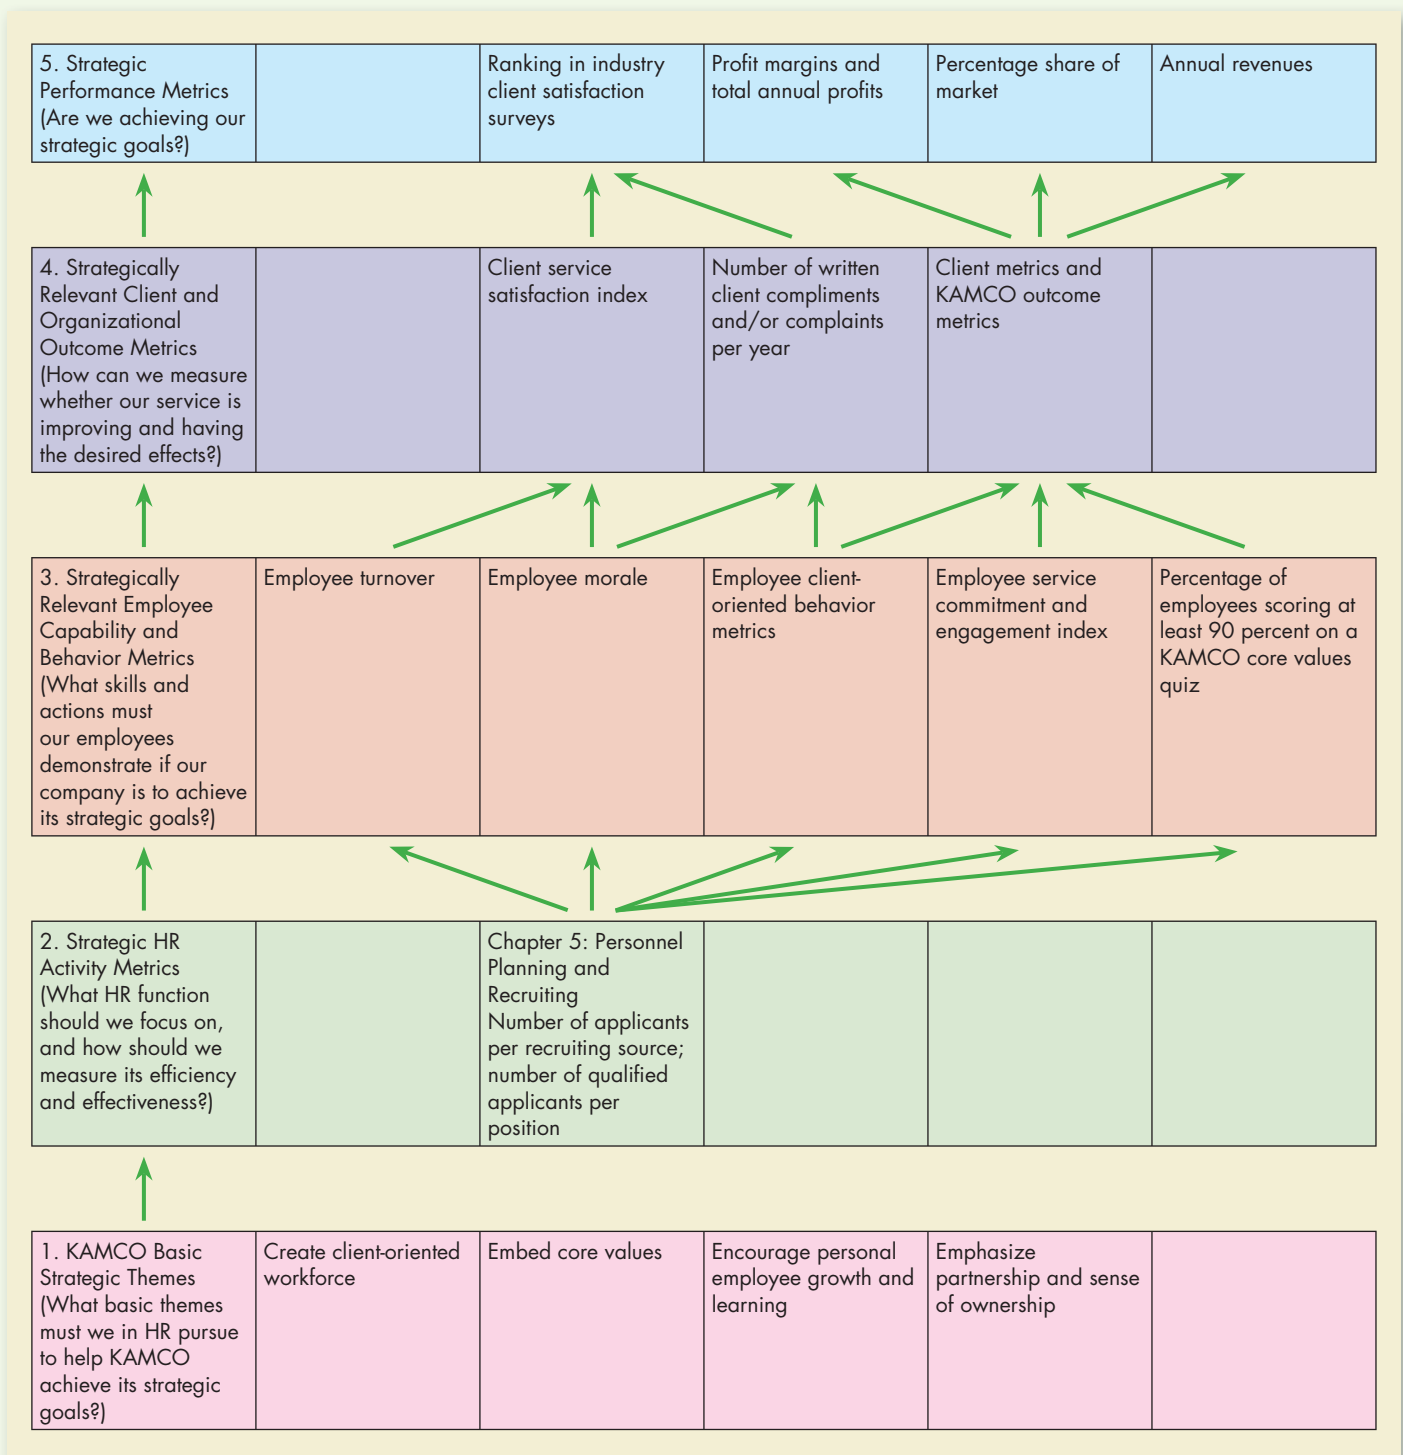 5. Strategic
Performance Metrics
(Are we achieving our
strategic goals?)
Ranking in industry
client satisfaction
surveys
Profit margins and
total annual profits
Percentage share of
market
Annual revenues
4. Strategically
Relevant Client and
Organizational
Outcome Metrics
(How can we measure
whether our service is
improving and having
the desired effects?)
Client service
satisfaction index
Number of written
client compliments
and/or complaints
per year
Client metrics and
KAMCO outcome
metrics
3. Strategically
Relevant Employee
Capability and
Behavior Metrics
(What skills and
actions must
our employees
demonstrate if our
company is to achieve
its strategic goals?)
Employee turnover
Employee morale
Employee client-
oriented behavior
metrics
Employee service
commitment and
engagement index
Percentage of
employees scoring at
least 90 percent on a
KAMCO core values
quiz
2. Strategic HR
Activity Metrics
(What HR function
should we focus on,
and how should we
measure its efficiency
and effectiveness?)
Chapter 5: Personnel
Planning and
Recruiting
Number of applicants
per recruiting source;
number of qualified
applicants per
position
1. KAMCO Basic
Strategic Themes
(What basic themes
must we in HR pursue
to help KAMCO
achieve its strategic
goals?)
Create client-oriented
workforce
Embed core values
Encourage personal
employee growth and
learning
Emphasize
partnership and sense
of ownership